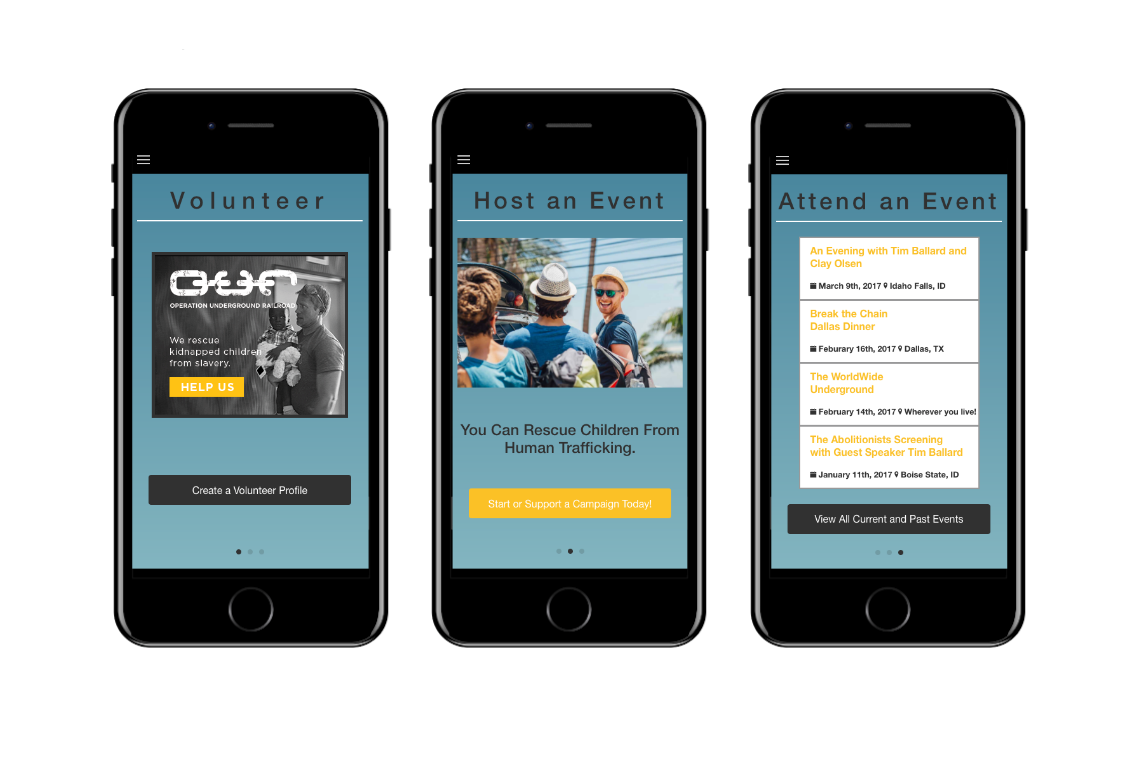 Volunteer
OUR
OPERATION UNDERGROUND RAILROAD
We rescue
kidnapped children
from slavery.
HELP US
Create a Volunteer Profile
Host an Event
You Can Rescue Children From
Human Trafficking.
Start or Support a Campaign Today!
Attend an Event
An Evening with Tim Ballard and
Clay Olsen
March 9th, 2017 Idaho Falls, ID
Break the Chain
Dallas Dinner
Feburary 16th, 2017 Dallas, TX
The WorldWide
Underground
February 14th, 2017 Wherever you live!
The Abolitionists Screening
with Guest Speaker Tim Ballard
January 11th, 2017 Boise State, ID
View All Current and Past Events